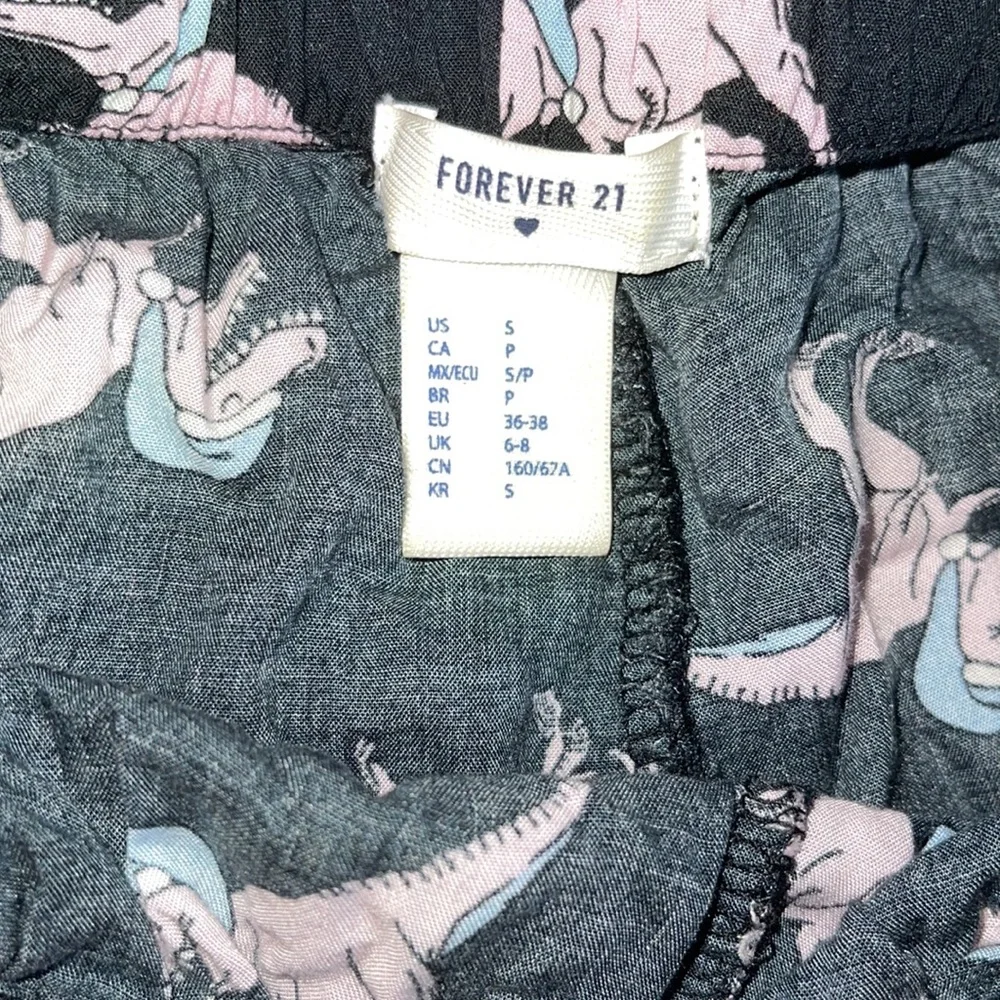 FOREVER 21
US S
CA P
MX/ECU S/P
BR P
EU 36-38
UK 6-8
CN 160/67A
KR S